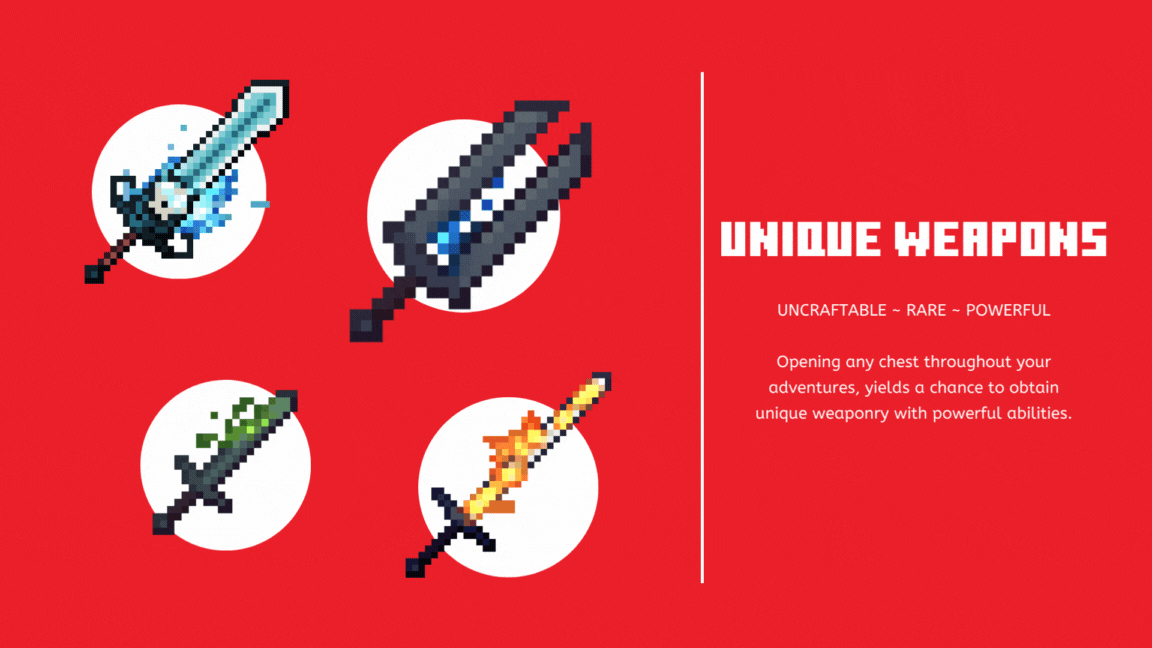 UNIQUE WEAPONS
UNCRAFTABLE ~ RARE ~ POWERFUL
Opening any chest throughout your
adventures, yields a chance to obtain
unique weaponry with powerful abilities.